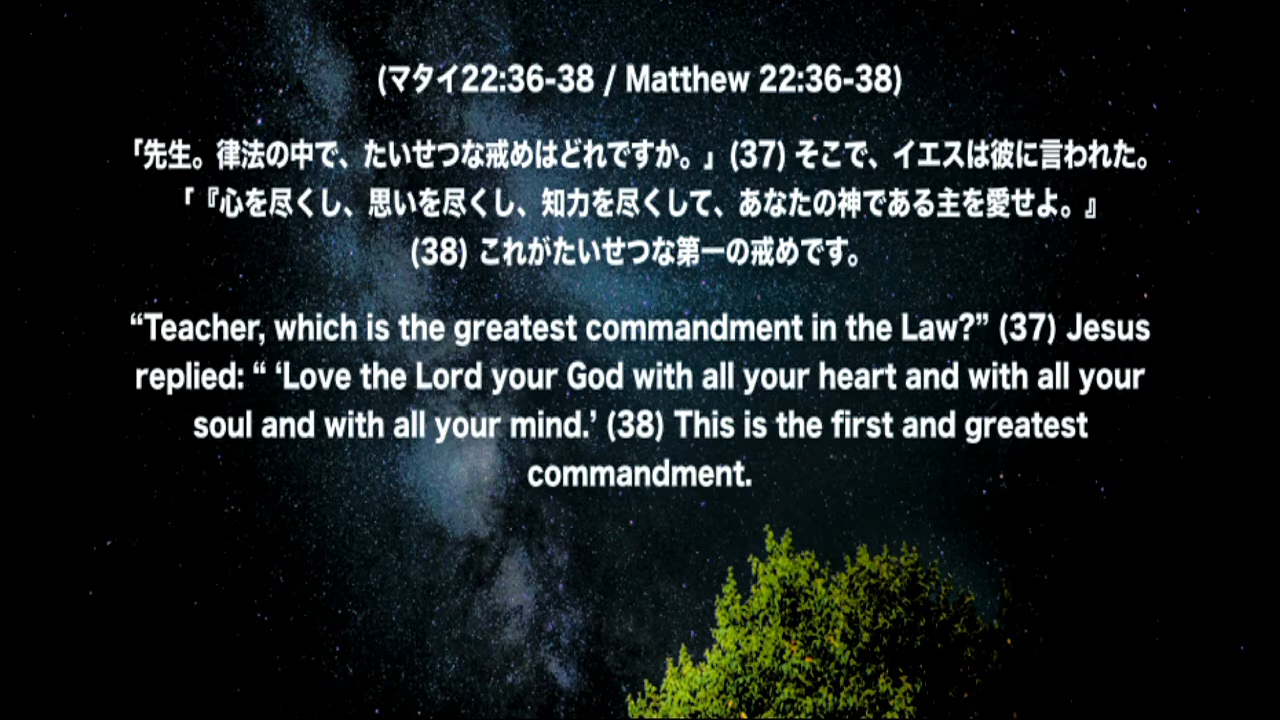 (マタイ22:36-38 / Matthew 22:36-38)
「先生。律法の中で、たいせつな戒めはどれですか。」(37) そこで、イエスは彼に言われた。
「『心を尽くし、思いを尽くし、知力を尽くして、あなたの神である主を愛せよ。』
(38) これがたいせつな第一の戒めです。
“Teacher, which is the greatest commandment in the Law?” (37) Jesus
replied: “ ‘Love the Lord your God with all your heart and with all your
soul and with all your mind.’ (38) This is the first and greatest
commandment.